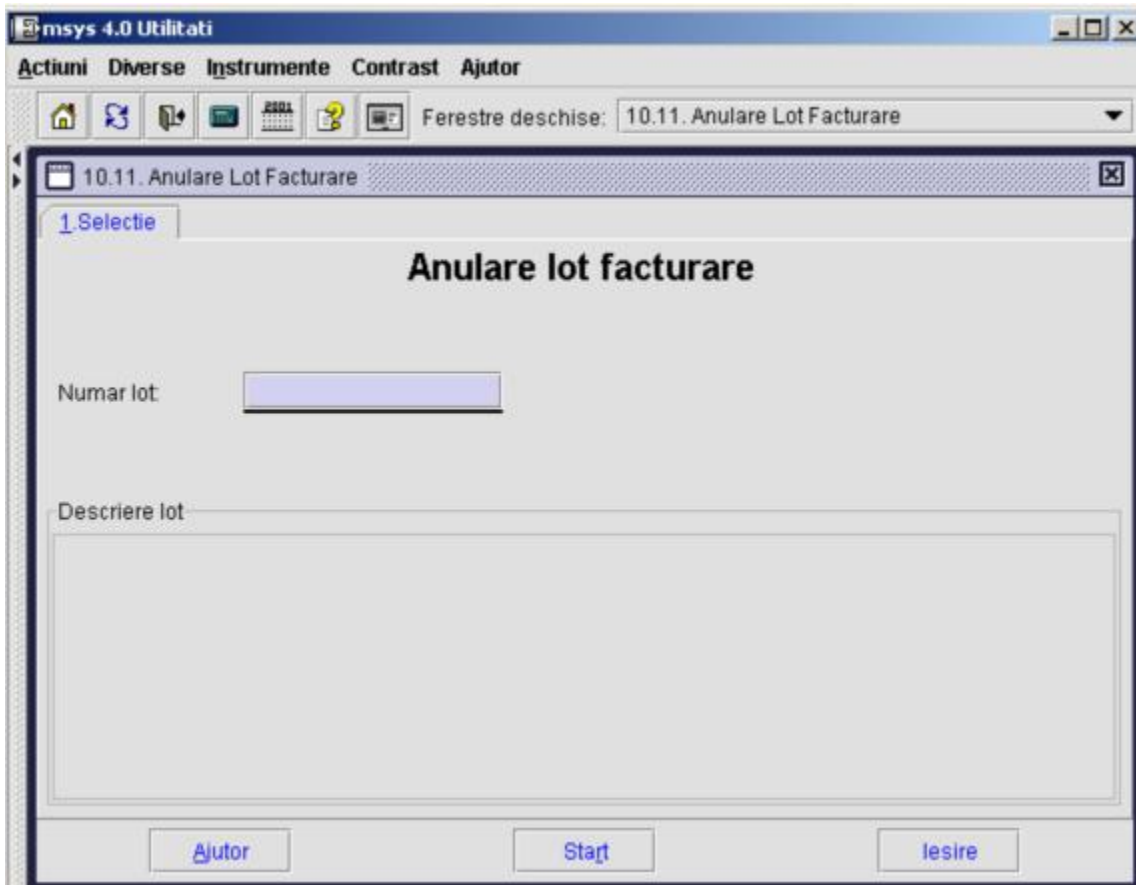 msys 4.0 Utilitati
Actiuni Diverse Instrumente Contrast Ajutor
2001 Ferestre deschise: 10.11. Anulare Lot Facturare
10.11. Anulare Lot Facturare
1.Selectie
Anulare lot facturare
Numar lot:
Descriere lot
Ajutor Start Iesire